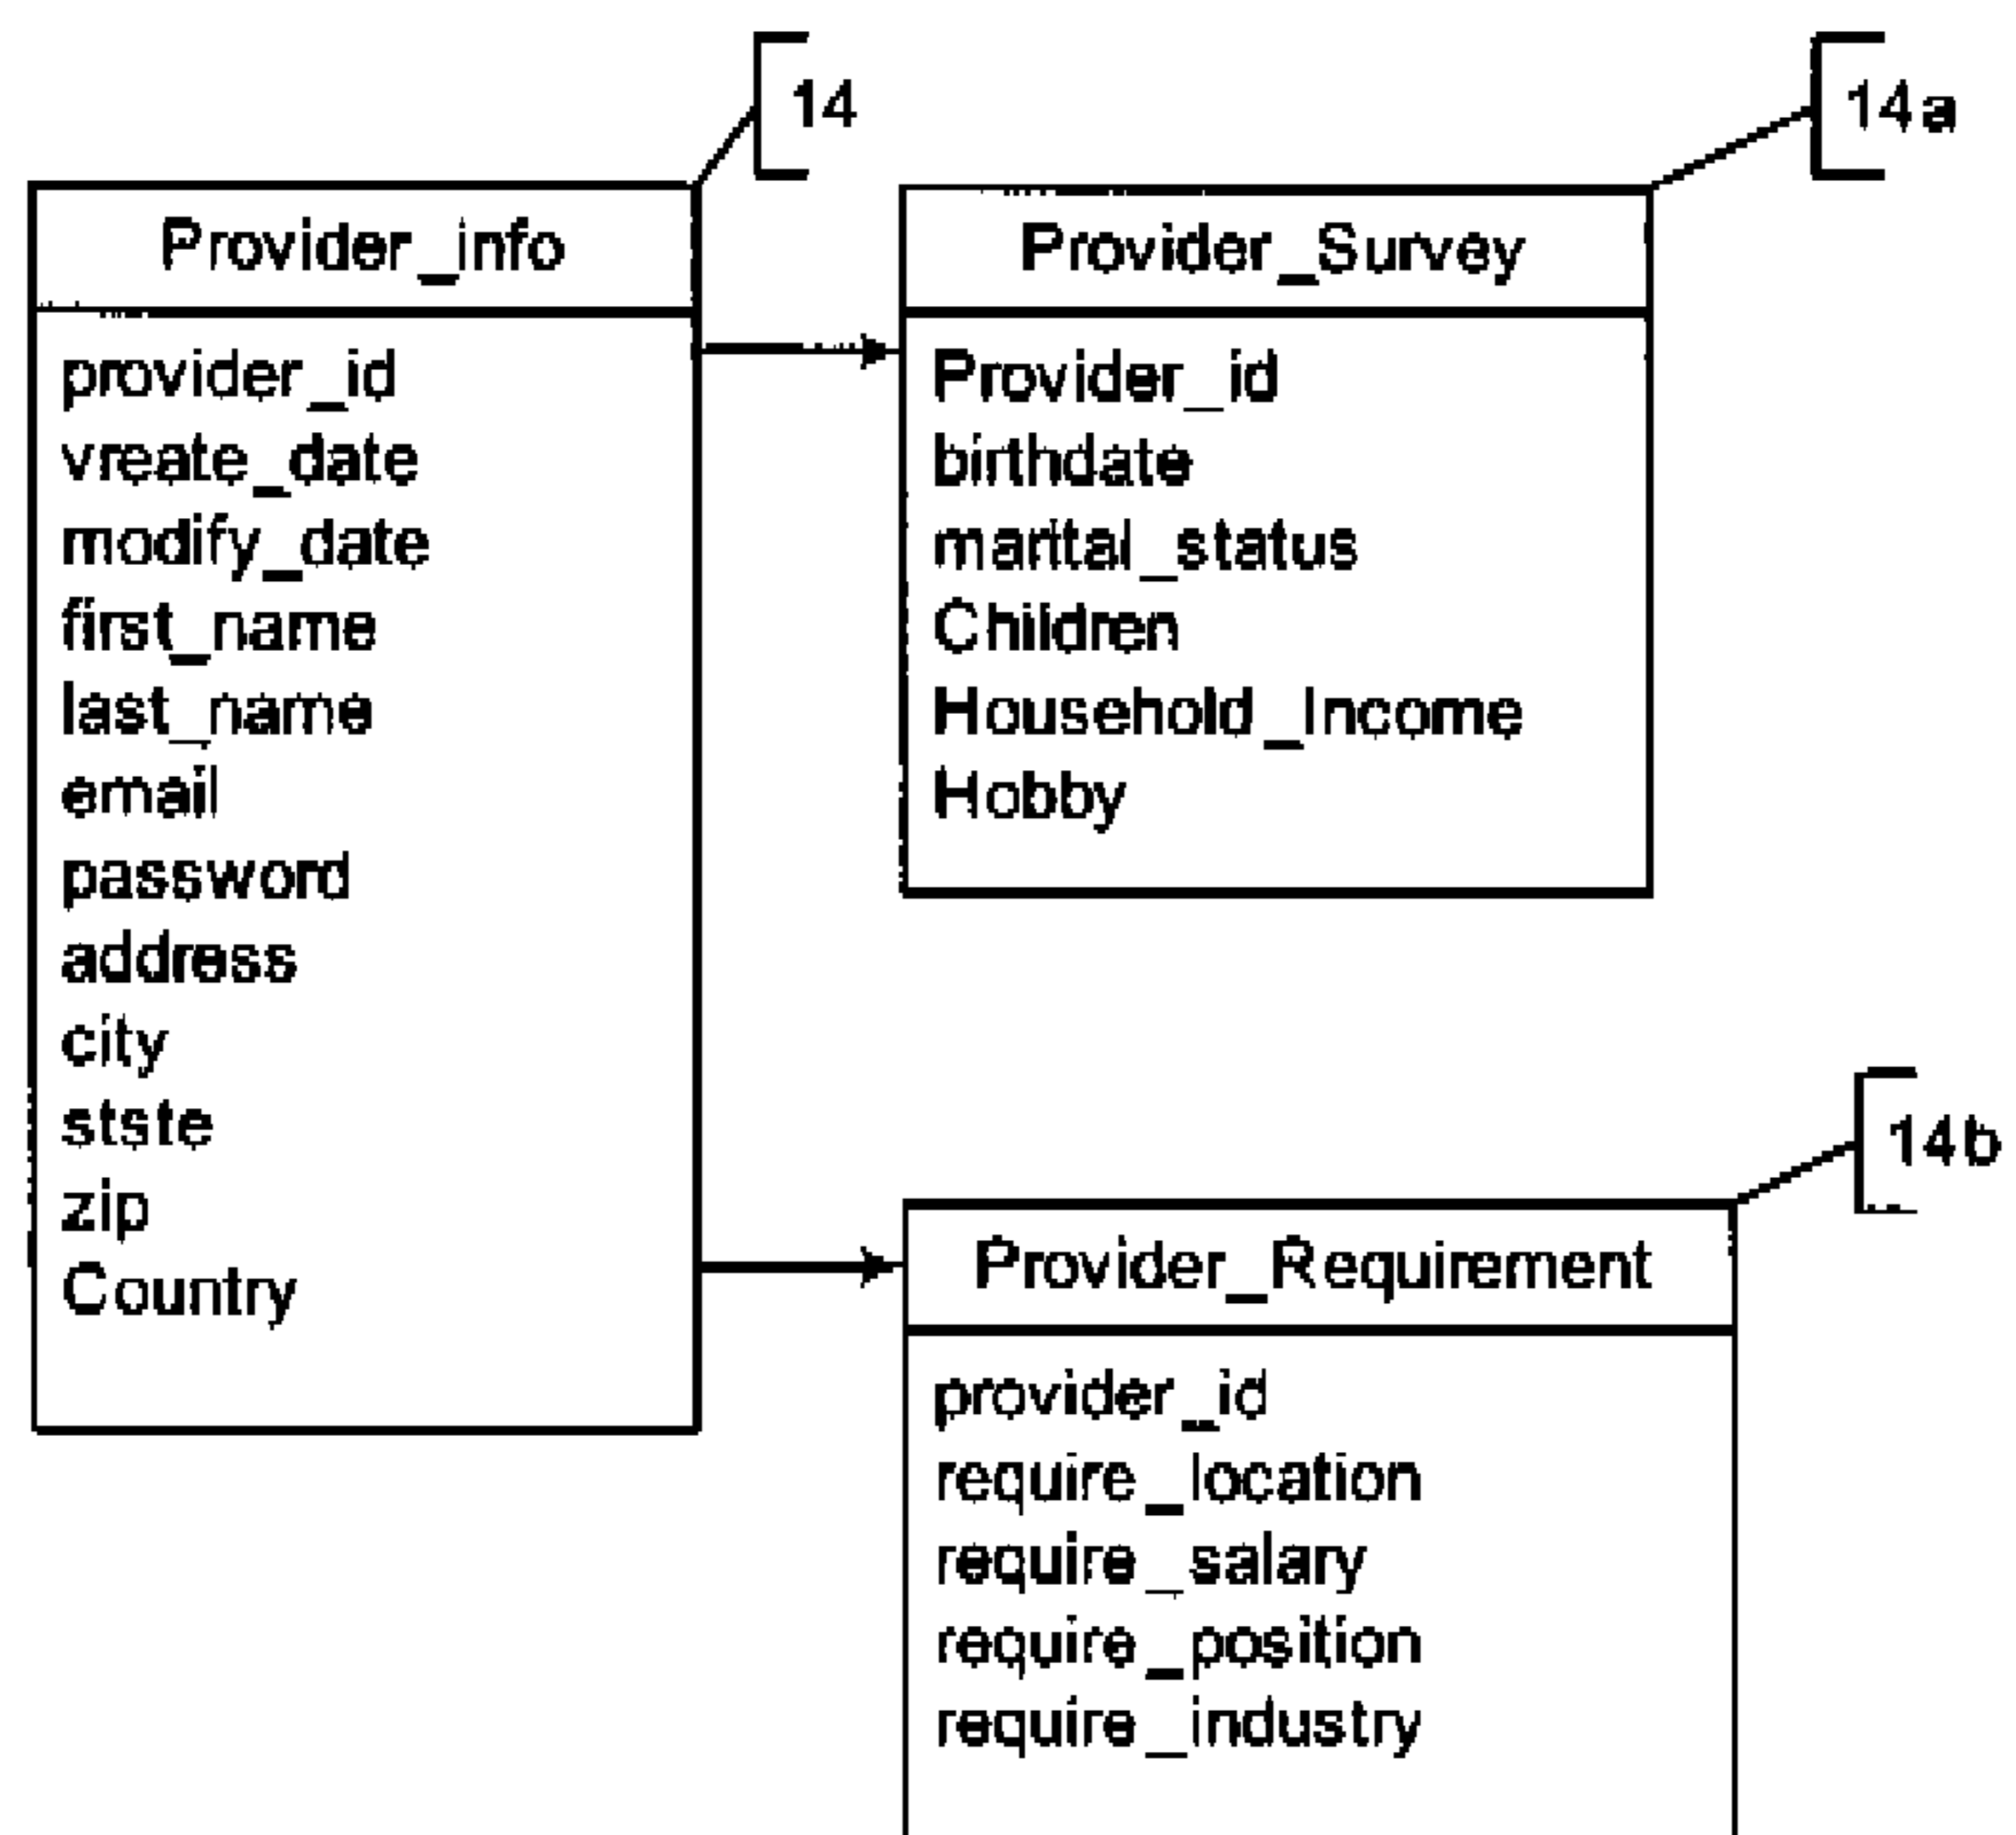 14
Provider_info
provider_id
vreate_date
modify_date
first_name
last_name
email
password
address
city
stste
zip
Country
14a
Provider_Survey
Provider_id
birthdate
marital_status
Children
Household_Income
Hobby
14b
Provider_Requirement
provider_id
require_location
require_salary
require_position
require_industry